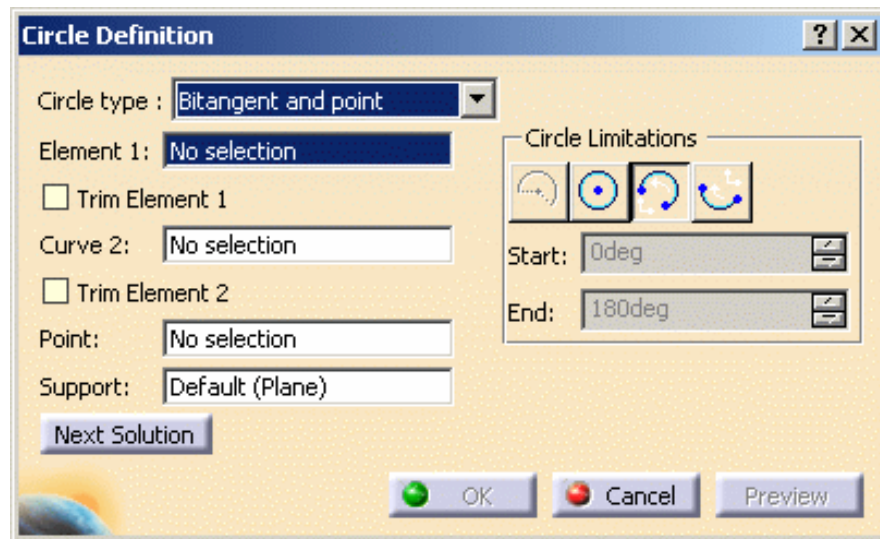 Circle Definition
Circle type : Bitangent and point
Element 1: No selection
Trim Element 1
Curve 2: No selection
Trim Element 2
Point: No selection
Support: Default (Plane)
Next Solution
Circle Limitations
Start: 0deg
End: 180deg
OK Cancel Preview